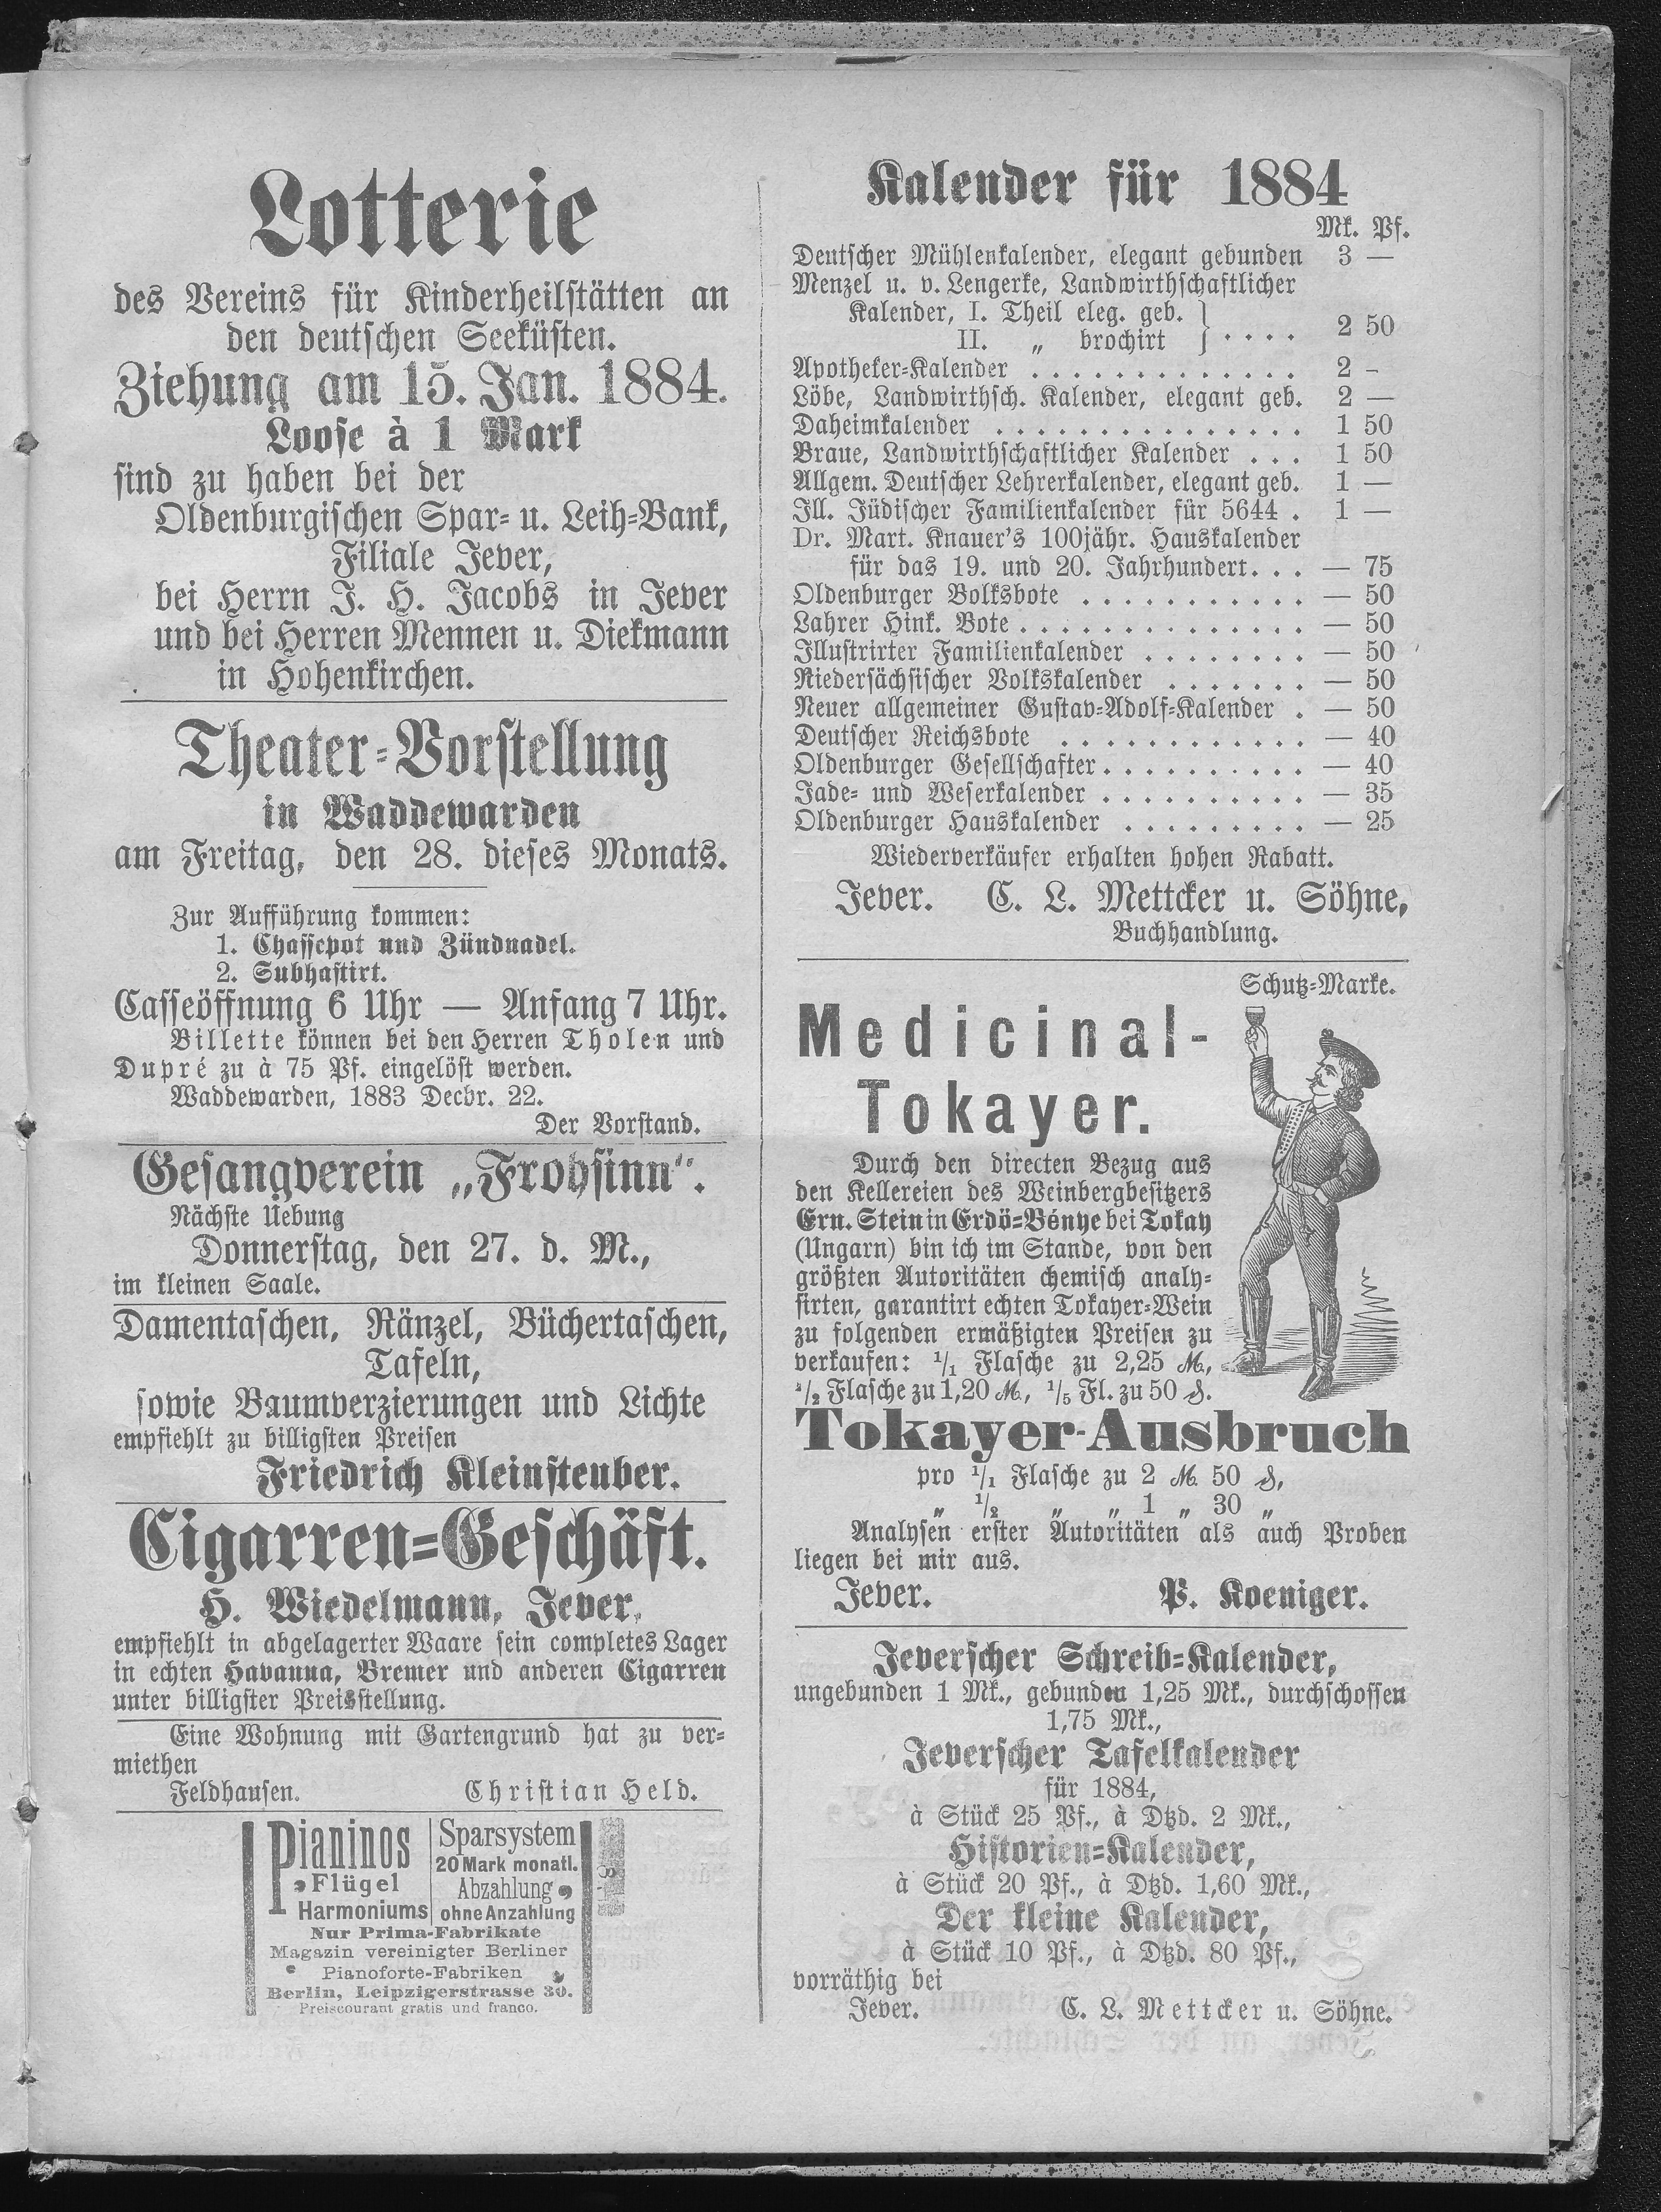 Lotterie
des Vereins für Kinderheilstätten an
den deutschen Seeküsten.
Ziehung am 15. Jan. 1884.
Loose à 1 Mark
sind zu haben bei der
Oldenburgischen Spar- u. Leih-Bank,
Filiale Jever,
bei Herrn J. H. Jacobs in Jever
und bei Herren Mennen u. Diekmann
in Hohenkirchen.
Theater-Vorstellung
in Waddewarden
am Freitag, den 28. dieses Monats.
Zur Aufführung kommen:
1. Chassepot und Zündnadel.
2. Subhastirt.
Casseöffnung 6 Uhr — Anfang 7 Uhr.
Billette können bei den Herren Tholen und
Dupré zu à 75 Pf. eingelöst werden.
Waddewarden, 1883 Decbr. 22.
Der Vorstand.
Gesangverein „Frohsinn“.
Nächste Uebung
Donnerstag, den 27. d. M.,
im kleinen Saale.
Damentaschen, Ränzel, Büchertaschen,
Tafeln,
sowie Baumverzierungen und Lichte
empfiehlt zu billigsten Preisen
Friedrich Kleinsteuber.
Cigarren-Geschäft.
H. Wiedelmann, Jever,
empfiehlt in abgelagerter Waare sein completes Lager
in echten Havanna, Bremer und anderen Cigarren
unter billigster Preisstellung.
Eine Wohnung mit Gartengrund hat zu ver-
miethen
Feldhausen. Christian Held.
Pianinos Sparsystem
20 Mark monatl.
Flügel Abzahlung
Harmoniums ohne Anzahlung
Nur Prima-Fabrikate
Magazin vereinigter Berliner
Pianoforte-Fabriken
Berlin, Leipzigerstrasse 30.
Preiscourant gratis und franco.
Kalender für 1884
Mk. Pf.
Deutscher Mühlenkalender, elegant gebunden 3 —
Menzel u. v. Lengerke, Landwirthschaftlicher
Kalender, I. Theil eleg. geb.
II. „ brochirt } . . . . 2 50
Apotheker-Kalender . . . . . . . . . . . . . 2 -
Löbe, Landwirthsch. Kalender, elegant geb. 2 —
Daheimkalender . . . . . . . . . . . . . . . 1 50
Braue, Landwirthschaftlicher Kalender . . . 1 50
Allgem. Deutscher Lehrerkalender, elegant geb. 1 —
Ill. Jüdischer Familienkalender für 5644 . 1 —
Dr. Mart. Knauer's 100jähr. Hauskalender
für das 19. und 20. Jahrhundert. . . — 75
Oldenburger Volksbote . . . . . . . . . . . — 50
Lahrer Hink. Bote . . . . . . . . . . . . . . — 50
Illustrirter Familienkalender . . . . . . . . — 50
Niedersächsischer Volkskalender . . . . . . . — 50
Neuer allgemeiner Gustav-Adolf-Kalender . — 50
Deutscher Reichsbote . . . . . . . . . . . . — 40
Oldenburger Gesellschafter . . . . . . . . . . — 40
Jade- und Weserkalender . . . . . . . . . . — 35
Oldenburger Hauskalender . . . . . . . . . — 25
Wiederverkäufer erhalten hohen Rabatt.
Jever. C. L. Mettcker u. Söhne,
Buchhandlung.
Schutz-Marke.
Medicinal-
Tokayer.
Durch den directen Bezug aus
den Kellereien des Weinbergbesitzers
Ern. Stein in Erdö-Bénye bei Tokay
(Ungarn) bin ich im Stande, von den
größten Autoritäten chemisch analy-
sirten, garantirt echten Tokayer-Wein
zu folgenden ermäßigten Preisen zu
verkaufen: 1/1 Flasche zu 2,25 ℳ,
1/2 Flasche zu 1,20 ℳ, 1/5 Fl. zu 50 ₰.
Tokayer-Ausbruch
pro 1/1 Flasche zu 2 ℳ 50 ₰,
„ 1/2 „ „ 1 „ 30 „
Analysen erster Autoritäten als auch Proben
liegen bei mir aus.
Jever. P. Koeniger.
Jeverscher Schreib-Kalender,
ungebunden 1 Mk., gebunden 1,25 Mk., durchschossen
1,75 Mk.,
Jeverscher Tafelkalender
für 1884,
à Stück 25 Pf., à Dtzd. 2 Mk.,
Historien-Kalender,
à Stück 20 Pf., à Dtzd. 1,60 Mk.,
Der kleine Kalender,
à Stück 10 Pf., à Dtzd. 80 Pf.,
vorräthig bei
Jever. C. L. Mettcker u. Söhne.